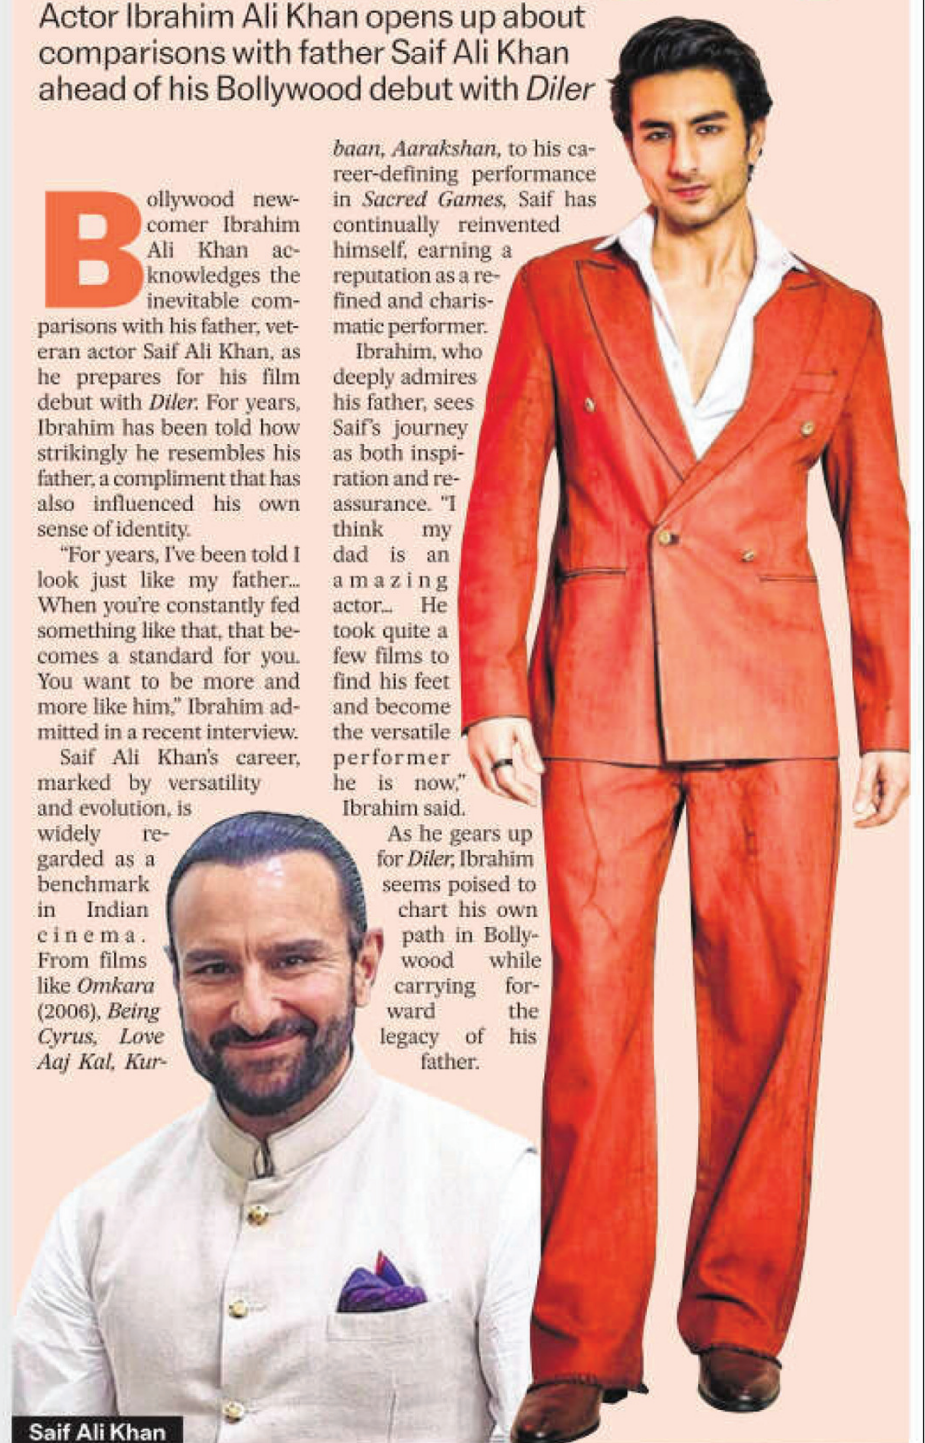 Actor Ibrahim Ali Khan opens up about
comparisons with father Saif Ali Khan
ahead of his Bollywood debut with Diler
Bollywood new-
comer Ibrahim
Ali Khan ac-
knowledges the
inevitable com-
parisons with his father, vet-
eran actor Saif Ali Khan, as
he prepares for his film
debut with Diler. For years,
Ibrahim has been told how
strikingly he resembles his
father, a compliment that has
also influenced his own
sense of identity.
“For years, I’ve been told I
look just like my father...
When you’re constantly fed
something like that, that be-
comes a standard for you.
You want to be more and
more like him,” Ibrahim ad-
mitted in a recent interview.
Saif Ali Khan’s career,
marked by versatility
and evolution, is
widely re-
garded as a
benchmark
in Indian
cinema.
From films
like Omkara
(2006), Being
Cyrus, Love
Aaj Kal, Kur-
baan, Aarakshan, to his ca-
reer-defining performance
in Sacred Games, Saif has
continually reinvented
himself, earning a
reputation as a re-
fined and charis-
matic performer.
Ibrahim, who
deeply admires
his father, sees
Saif’s journey
as both inspi-
ration and re-
assurance. “I
think my
dad is an
amazing
actor... He
took quite a
few films to
find his feet
and become
the versatile
performer
he is now,”
Ibrahim said.
As he gears up
for Diler, Ibrahim
seems poised to
chart his own
path in Bolly-
wood while
carrying for-
ward the
legacy of his
father.
Saif Ali Khan